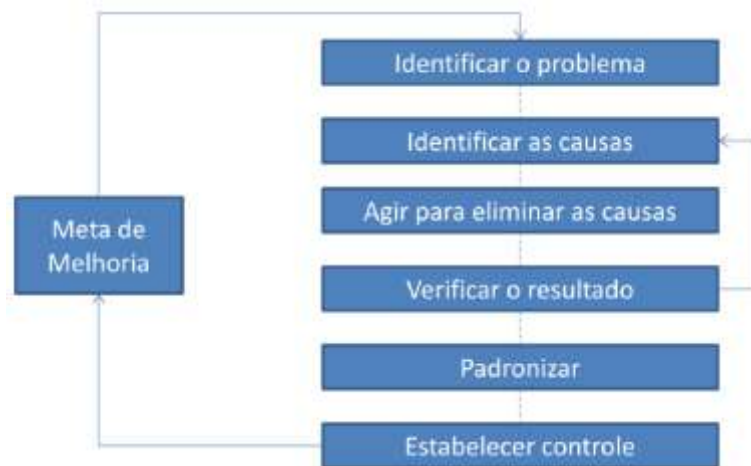 Identificar o problema
Identificar as causas
Agir para eliminar as causas
Meta de
Melhoria
Verificar o resultado
Padronizar
Estabelecer controle